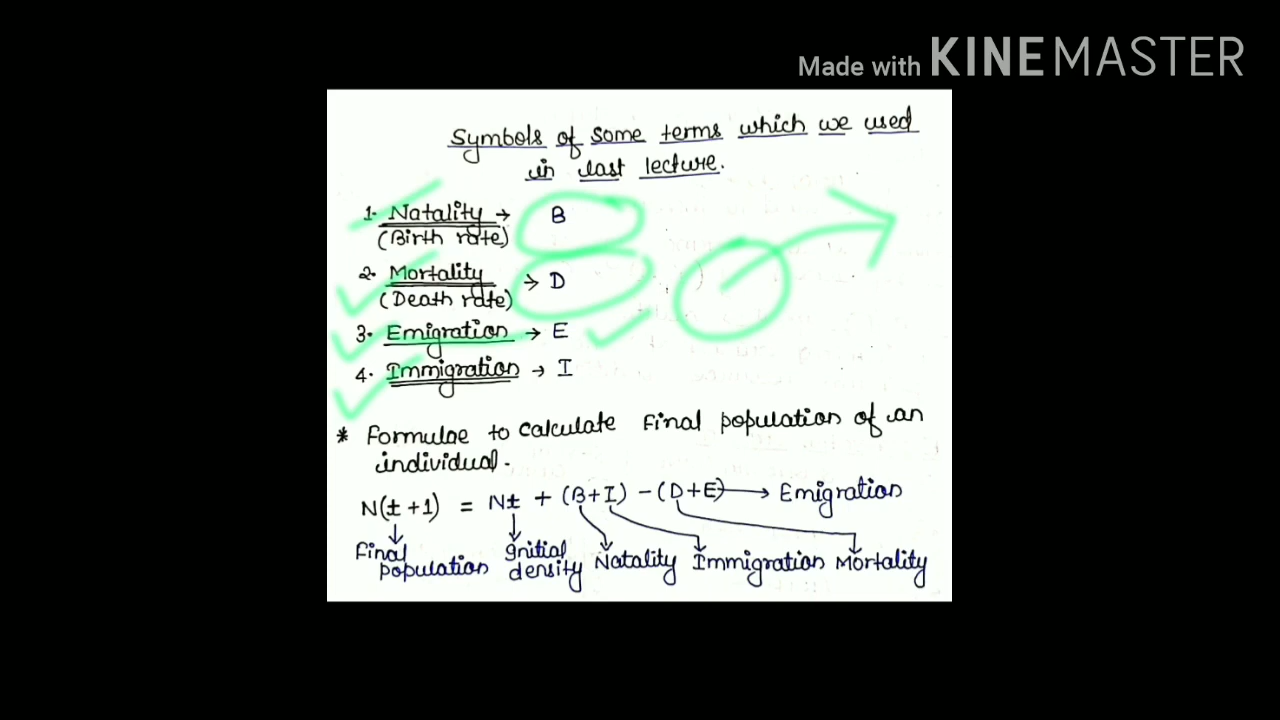 Made with KINEMASTER
Symbols of some terms which we used
in last lecture.
1. Natality → B
(Birth rate)
2. Mortality → D
(Death rate)
3. Emigration → E
4. Immigration → I
* Formulae to calculate Final population of an
individual.
N(t+1) = Nt + (B+I) - (D+E) → Emigration
Final population
Initial density
Natality
Immigration
Mortality